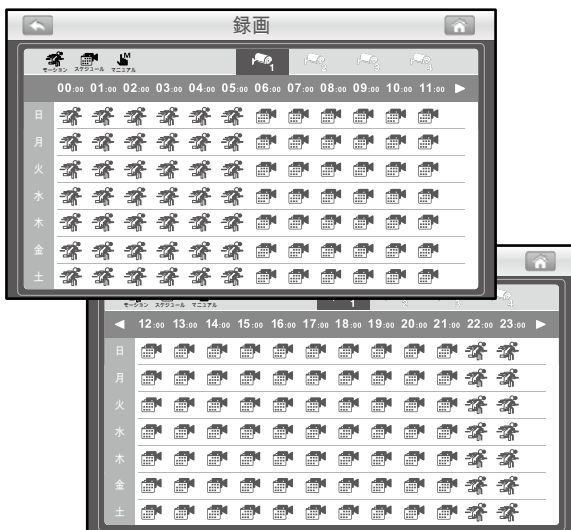 録画
モーション スケジュール マニュアル
M
1 2 3 4
00:00 01:00 02:00 03:00 04:00 05:00 06:00 07:00 08:00 09:00 10:00 11:00
日
月
火
水
木
金
土
モーション スケジュール マニュアル
1
12:00 13:00 14:00 15:00 16:00 17:00 18:00 19:00 20:00 21:00 22:00 23:00
日
月
火
水
木
金
土